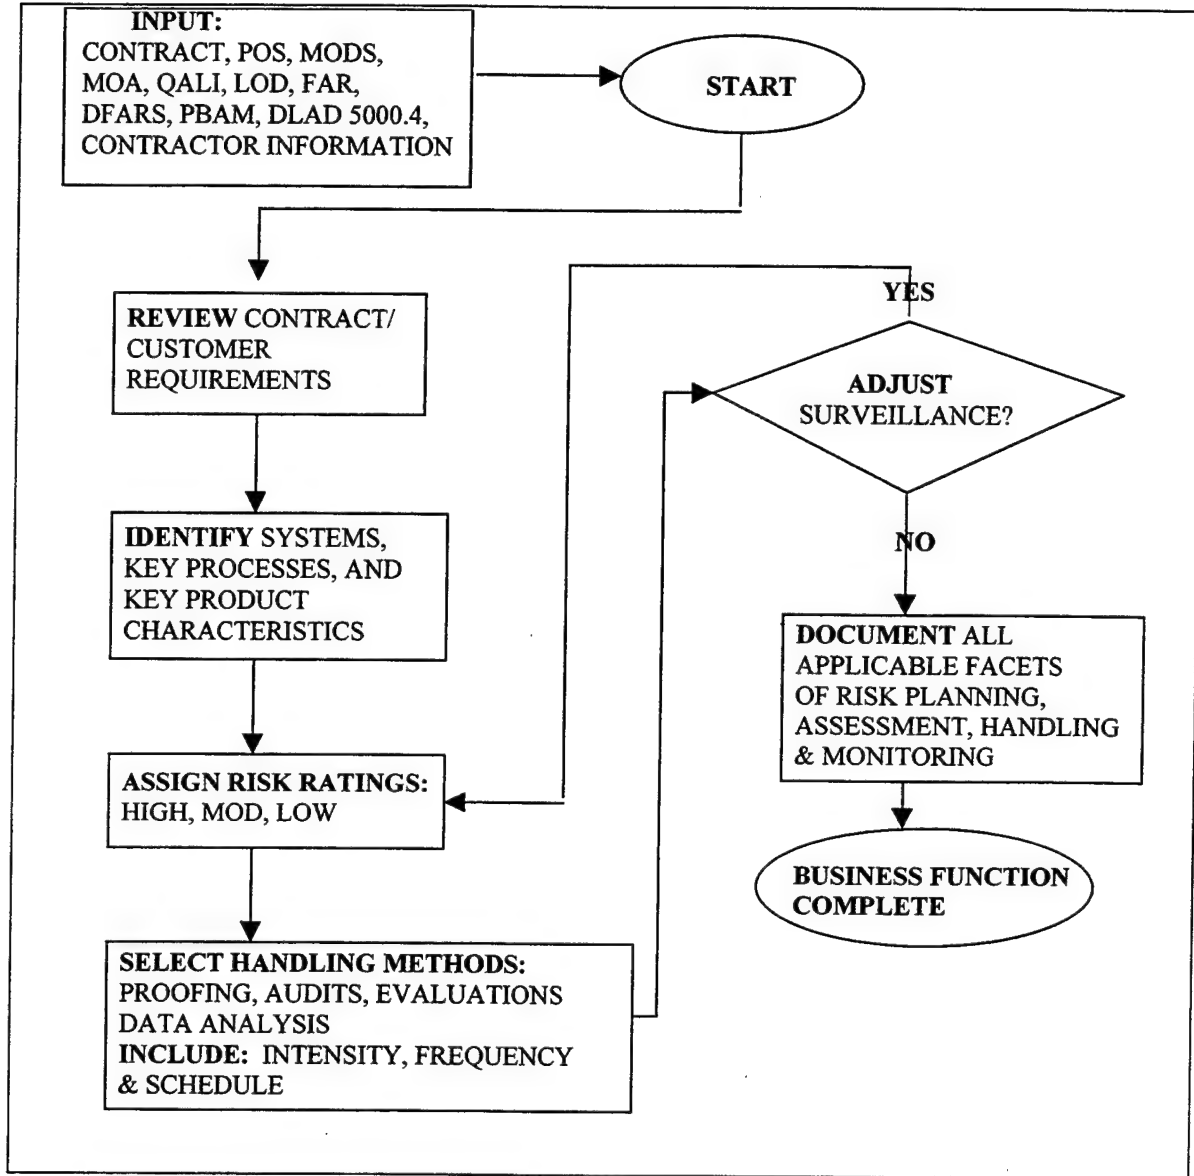 INPUT:
CONTRACT, POS, MODS,
MOA, QALI, LOD, FAR,
DFARS, PBAM, DLAD 5000.4,
CONTRACTOR INFORMATION
START
REVIEW CONTRACT/
CUSTOMER
REQUIREMENTS
IDENTIFY SYSTEMS,
KEY PROCESSES, AND
KEY PRODUCT
CHARACTERISTICS
ASSIGN RISK RATINGS:
HIGH, MOD, LOW
SELECT HANDLING METHODS:
PROOFING, AUDITS, EVALUATIONS
DATA ANALYSIS
INCLUDE: INTENSITY, FREQUENCY
& SCHEDULE
YES
ADJUST
SURVEILLANCE?
NO
DOCUMENT ALL
APPLICABLE FACETS
OF RISK PLANNING,
ASSESSMENT, HANDLING
& MONITORING
BUSINESS FUNCTION
COMPLETE